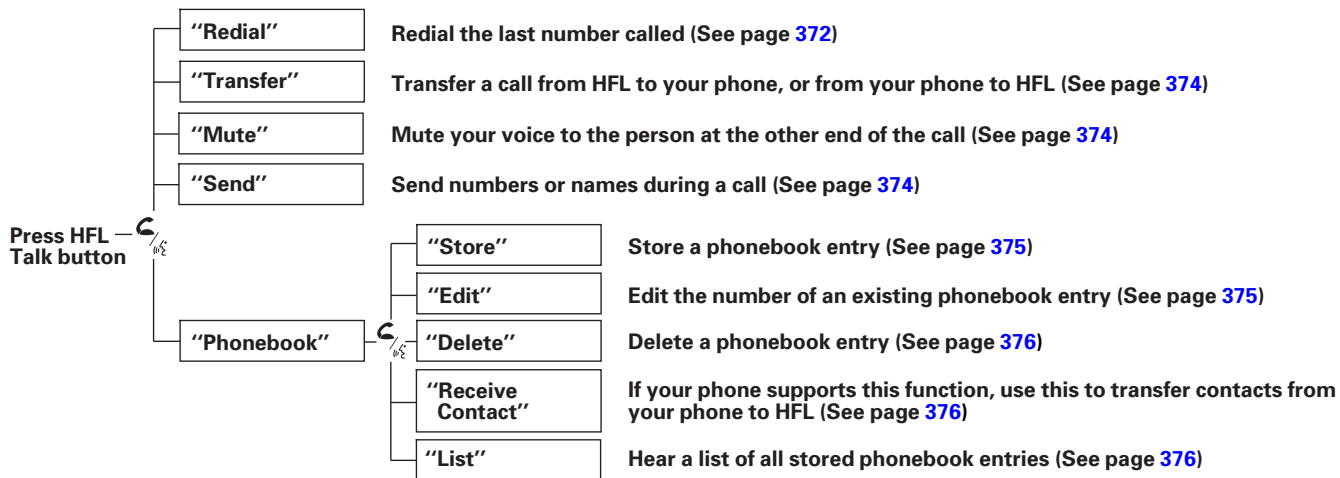 "Redial" Redial the last number called (See page 372)
"Transfer" Transfer a call from HFL to your phone, or from your phone to HFL (See page 374)
"Mute" Mute your voice to the person at the other end of the call (See page 374)
"Send" Send numbers or names during a call (See page 374)
Press HFL
Talk button
"Phonebook"
"Store" Store a phonebook entry (See page 375)
"Edit" Edit the number of an existing phonebook entry (See page 375)
"Delete" Delete a phonebook entry (See page 376)
"Receive
Contact"
If your phone supports this function, use this to transfer contacts from
your phone to HFL (See page 376)
"List" Hear a list of all stored phonebook entries (See page 376)